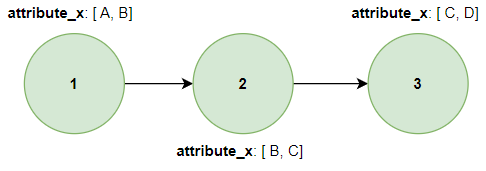 attribute_x: [ A, B]
attribute_x: [ C, D]
1
2
3
attribute_x: [ B, C]